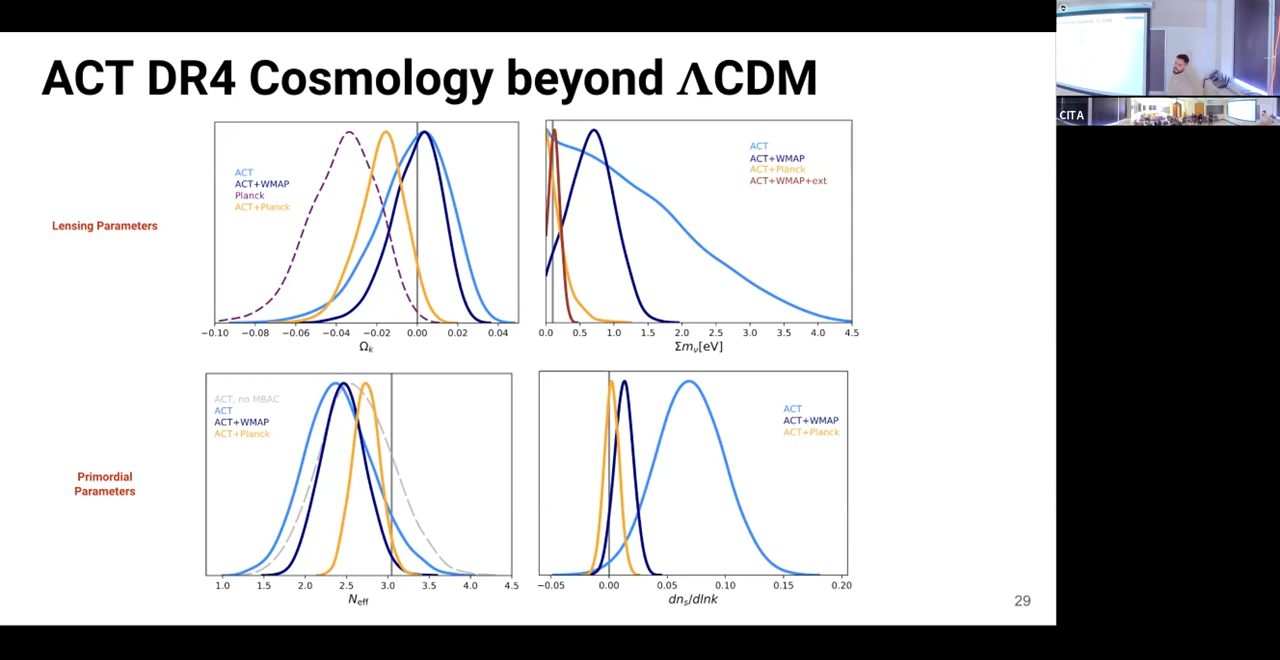 ACT DR4 Cosmology beyond ΛCDM
Lensing Parameters
ACT
ACT+WMAP
Planck
ACT+Planck
−0.10 −0.08 −0.06 −0.04 −0.02 0.00 0.02 0.04
Ωₖ
ACT
ACT+WMAP
ACT+Planck
ACT+WMAP+ext
0.0 0.5 1.0 1.5 2.0 2.5 3.0 3.5 4.0 4.5
Σmᵥ[eV]
Primordial
Parameters
ACT, no MBAC
ACT
ACT+WMAP
ACT+Planck
1.0 1.5 2.0 2.5 3.0 3.5 4.0 4.5
Neff
ACT
ACT+WMAP
ACT+Planck
−0.05 0.00 0.05 0.10 0.15 0.20
dnₛ/dlnk
29
CITA